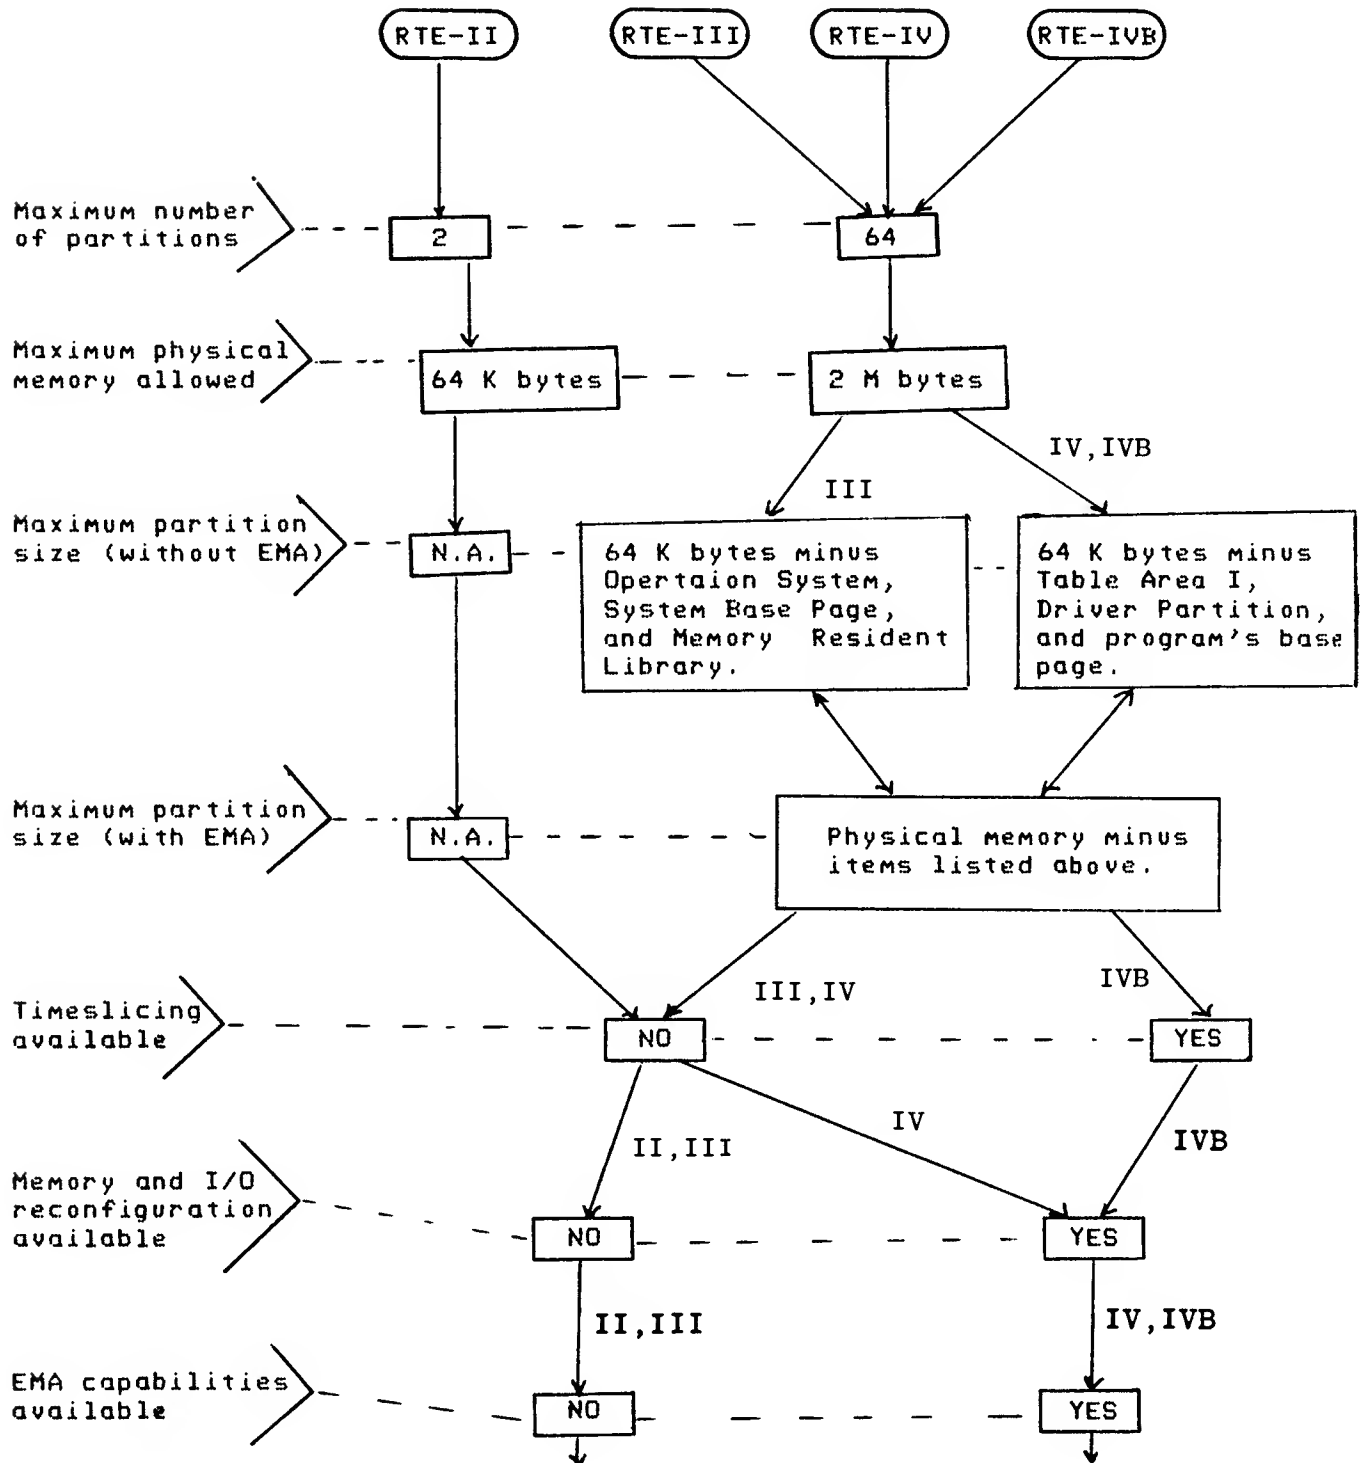 RTE-II
RTE-III
RTE-IV
RTE-IVB
Maximum number
of partitions
2
64
Maximum physical
memory allowed
64 K bytes
2 M bytes
III
IV,IVB
Maximum partition
size (without EMA)
N.A.
64 K bytes minus
Opertaion System,
System Base Page,
and Memory Resident
Library.
64 K bytes minus
Table Area I,
Driver Partition,
and program's base
page.
Maximum partition
size (with EMA)
N.A.
Physical memory minus
items listed above.
III,IV
IVB
Timeslicing
available
NO
YES
II,III
IV
IVB
Memory and I/O
reconfiguration
available
NO
YES
II,III
IV,IVB
EMA capabilities
available
NO
YES